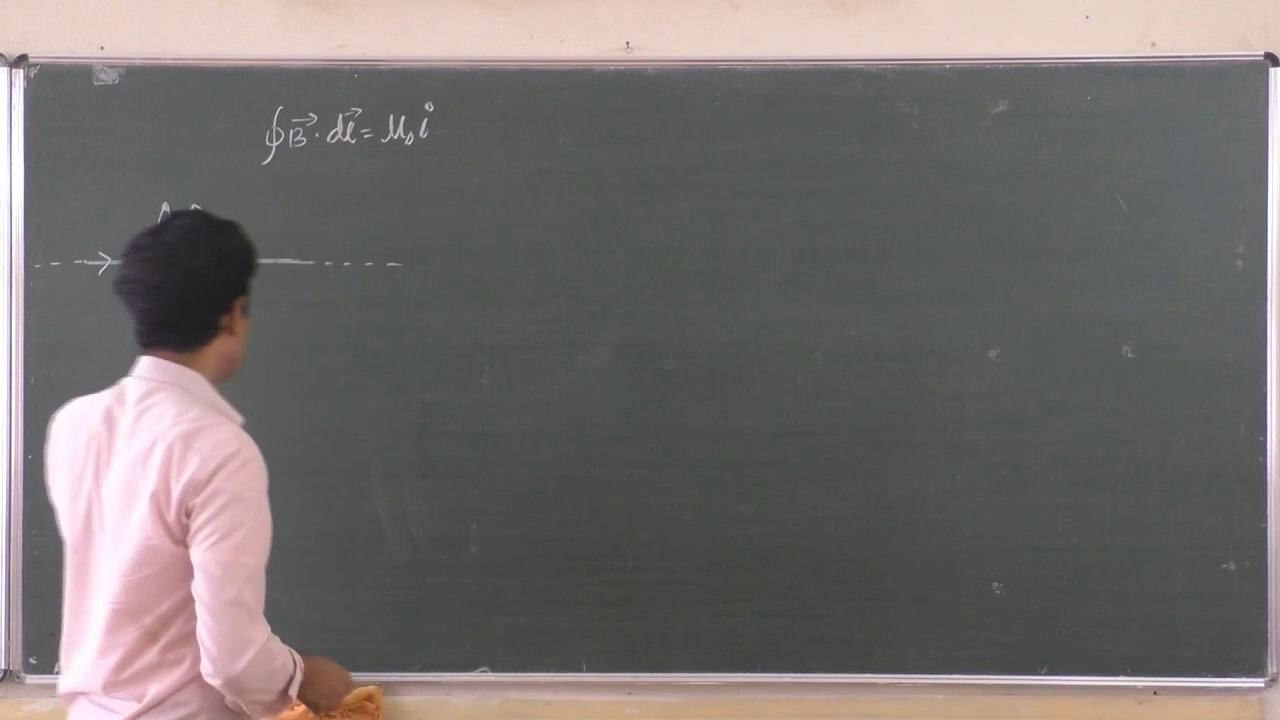 ∮B⃗· dl⃗ = μ₀i